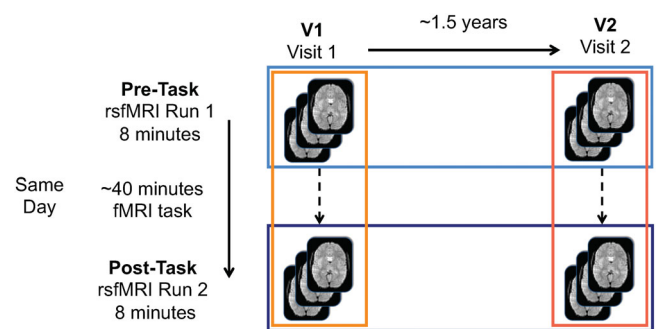 V1
Visit 1
~1.5 years
V2
Visit 2
Pre-Task
rsfMRI Run 1
8 minutes
Same
Day
~40 minutes
fMRI task
Post-Task
rsfMRI Run 2
8 minutes